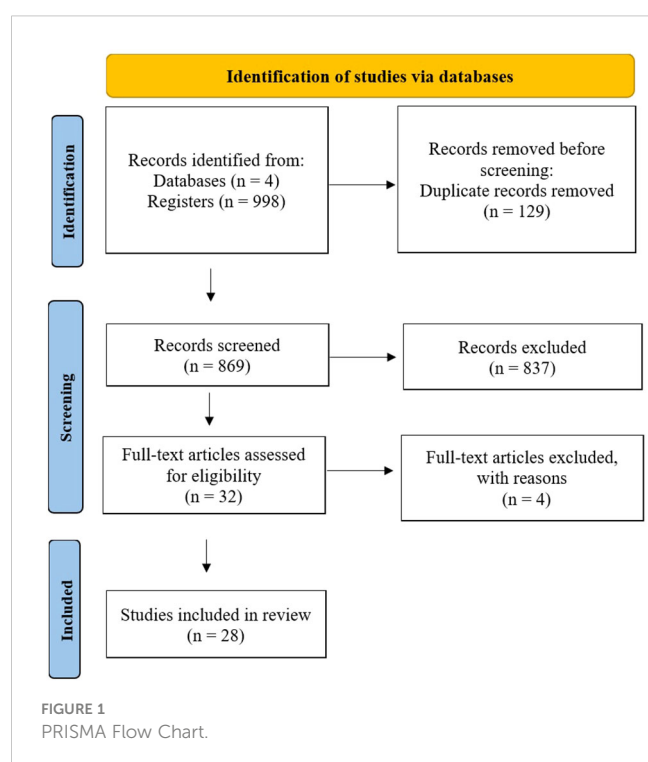 Identification of studies via databases
Identification
Records identified from:
Databases (n = 4)
Registers (n = 998)
Records removed before
screening:
Duplicate records removed
(n = 129)
Screening
Records screened
(n = 869)
Records excluded
(n = 837)
Full-text articles assessed
for eligibility
(n = 32)
Full-text articles excluded,
with reasons
(n = 4)
Included
Studies included in review
(n = 28)
FIGURE 1
PRISMA Flow Chart.